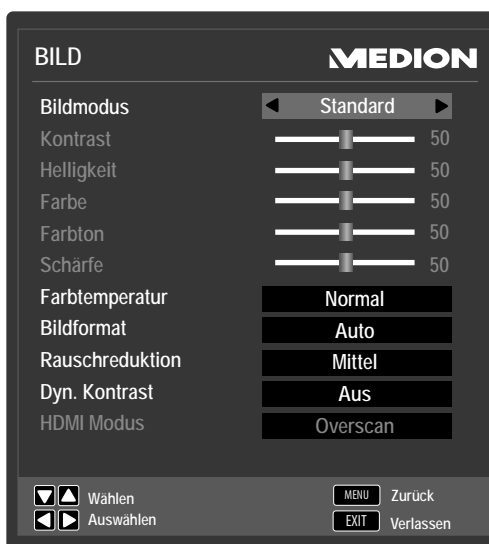 BILD MEDION
Bildmodus Standard
Kontrast 50
Helligkeit 50
Farbe 50
Farbton 50
Schärfe 50
Farbtemperatur Normal
Bildformat Auto
Rauschreduktion Mittel
Dyn. Kontrast Aus
HDMI Modus Overscan
Wählen MENU Zurück
Auswählen EXIT Verlassen